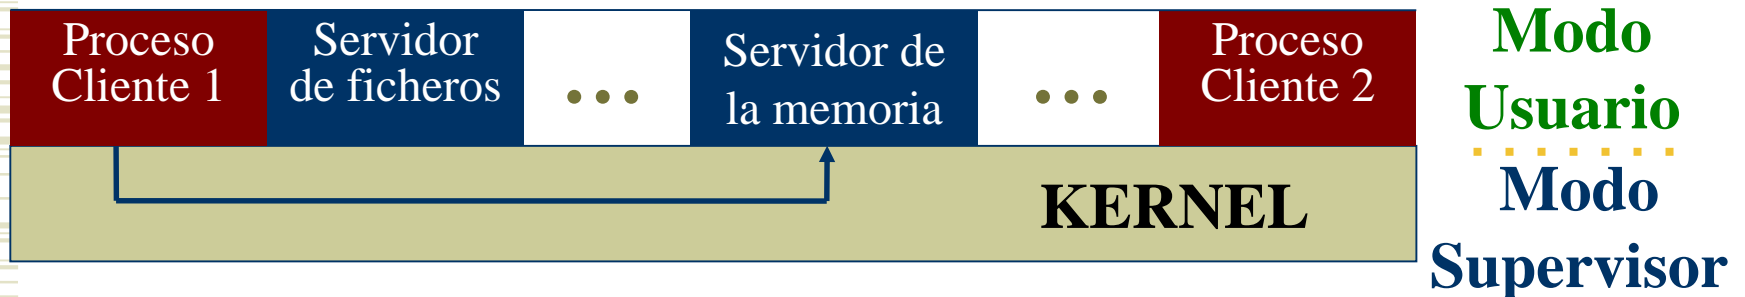 Proceso
Cliente 1
Servidor
de ficheros
...
Servidor de
la memoria
...
Proceso
Cliente 2
Modo
Usuario
KERNEL
Modo
Supervisor